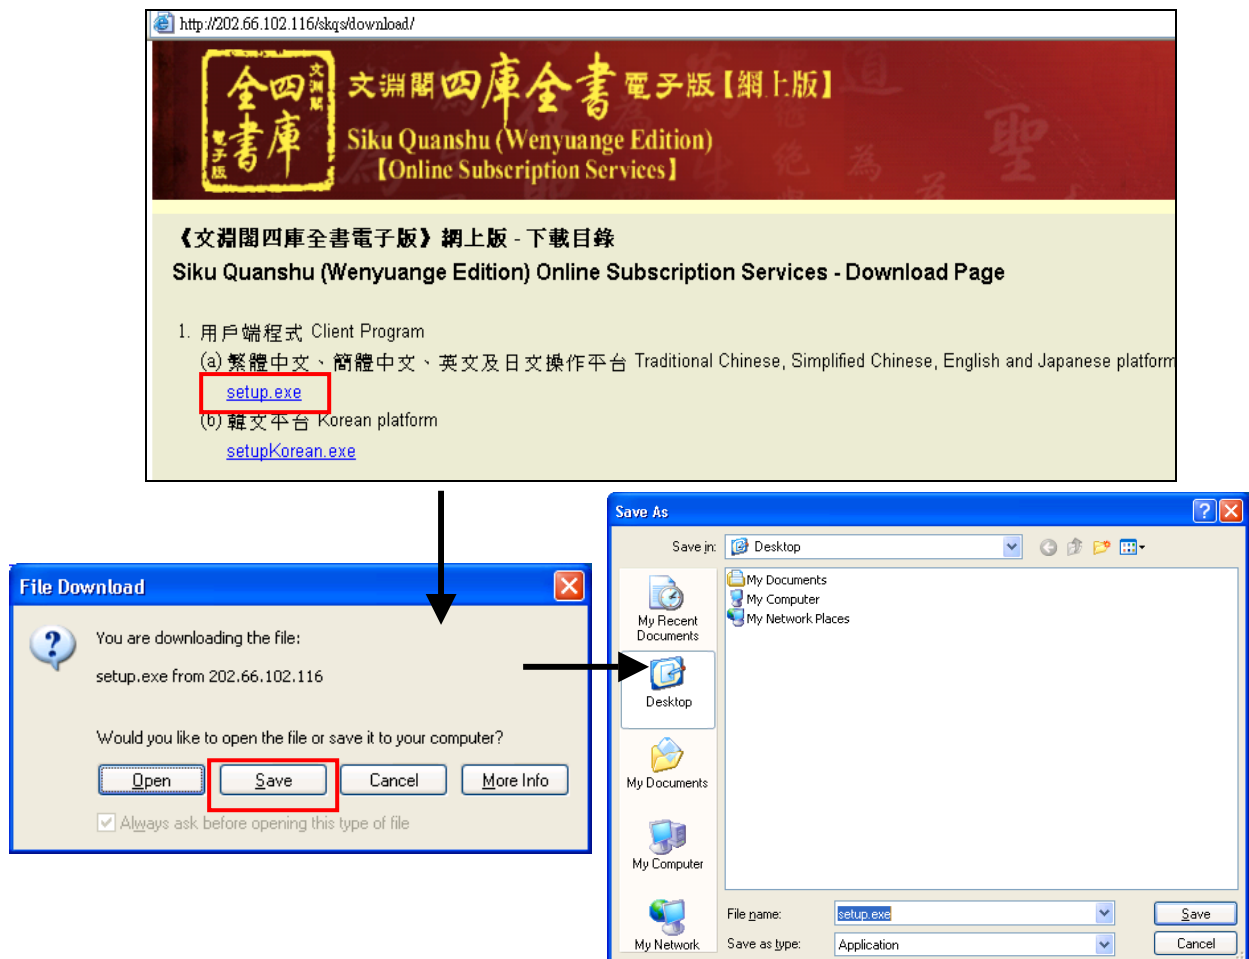 http://202.66.102.116/skqs/download/
文淵閣
四庫
全書
電子版
文淵閣四庫全書電子版【網上版】
Siku Quanshu (Wenyuange Edition)
【Online Subscription Services】
《文淵閣四庫全書電子版》網上版 - 下載目錄
Siku Quanshu (Wenyuange Edition) Online Subscription Services - Download Page
1. 用戶端程式 Client Program
(a) 繁體中文、簡體中文、英文及日文操作平台 Traditional Chinese, Simplified Chinese, English and Japanese platform
setup.exe
(b) 韓文平台 Korean platform
setupKorean.exe
File Download
You are downloading the file:
setup.exe from 202.66.102.116
Would you like to open the file or save it to your computer?
Open
Save
Cancel
More Info
Always ask before opening this type of file
Save As
Save in:
Desktop
My Recent
Documents
Desktop
My Documents
My Computer
My Network
My Documents
My Computer
My Network Places
File name:
setup.exe
Save
Save as type:
Application
Cancel